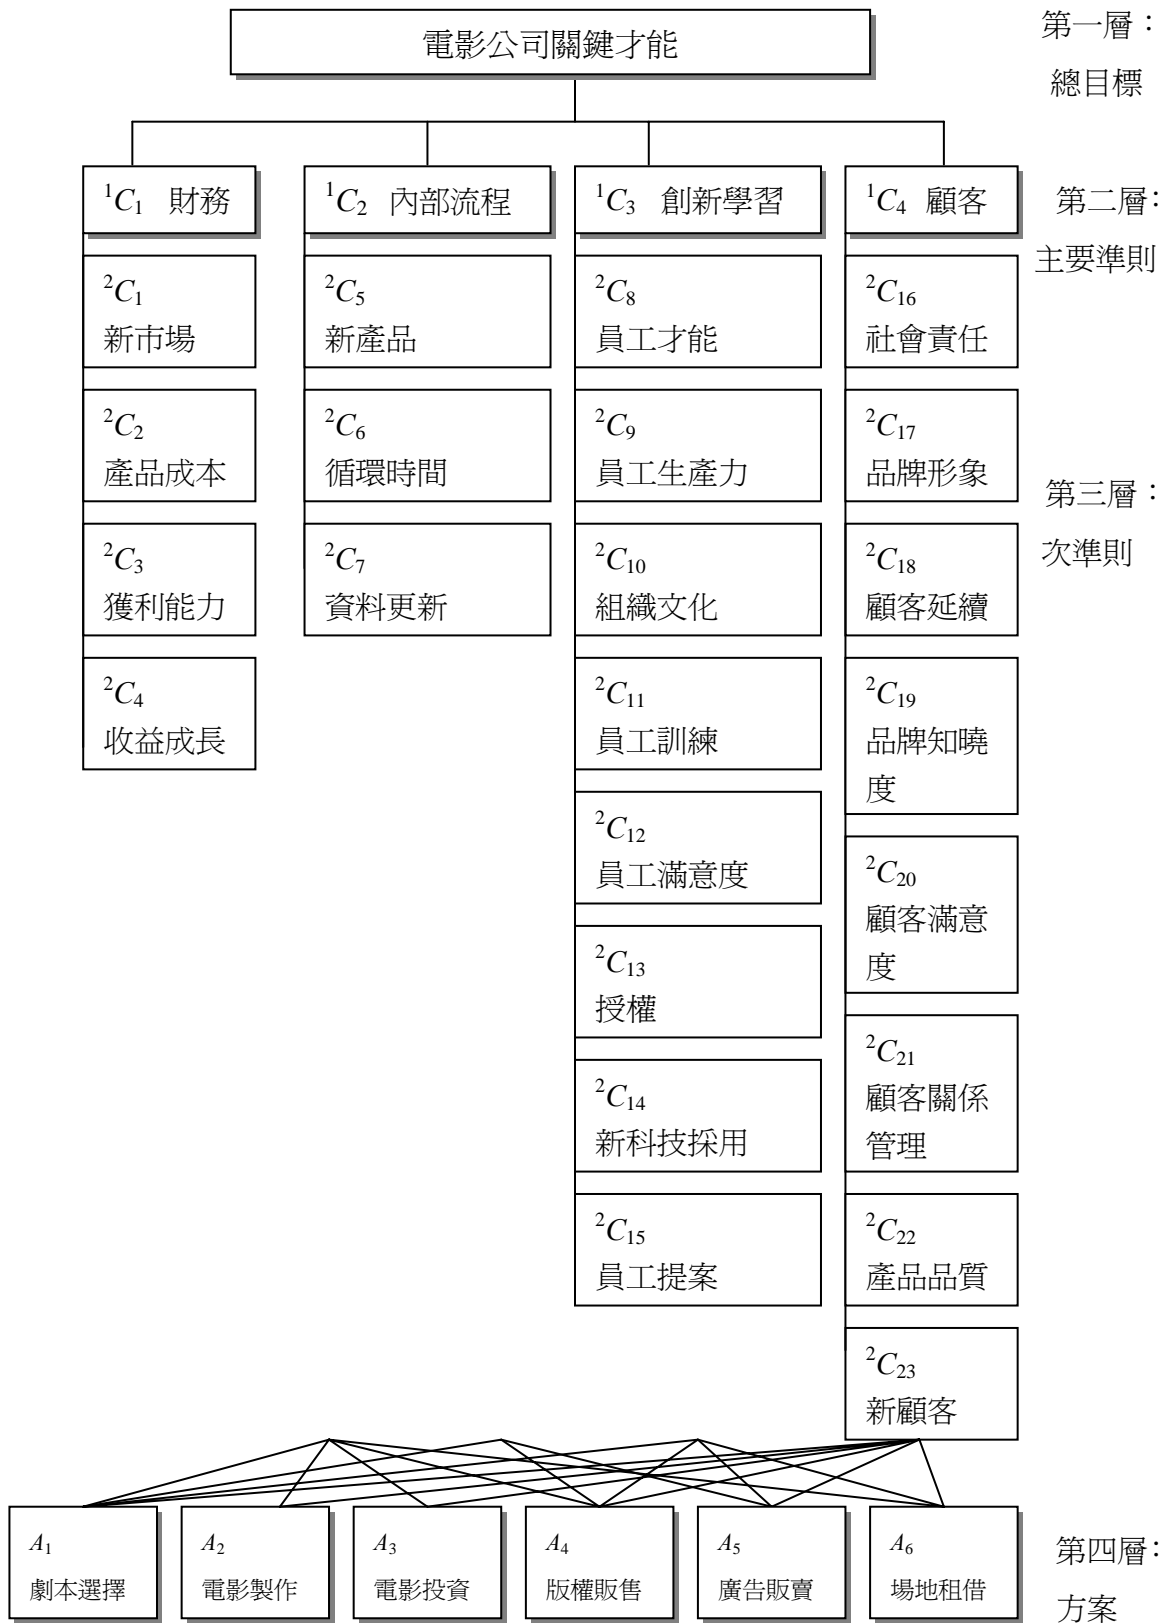 電影公司關鍵才能
第一層：
總目標
¹C₁ 財務
¹C₂ 內部流程
¹C₃ 創新學習
¹C₄ 顧客
第二層：
主要準則
²C₁
新市場
²C₂
產品成本
²C₃
獲利能力
²C₄
收益成長
²C₅
新產品
²C₆
循環時間
²C₇
資料更新
²C₈
員工才能
²C₉
員工生產力
²C₁₀
組織文化
²C₁₁
員工訓練
²C₁₂
員工滿意度
²C₁₃
授權
²C₁₄
新科技採用
²C₁₅
員工提案
²C₁₆
社會責任
²C₁₇
品牌形象
²C₁₈
顧客延續
²C₁₉
品牌知曉
度
²C₂₀
顧客滿意
度
²C₂₁
顧客關係
管理
²C₂₂
產品品質
²C₂₃
新顧客
第三層：
次準則
A₁
劇本選擇
A₂
電影製作
A₃
電影投資
A₄
版權販售
A₅
廣告販賣
A₆
場地租借
第四層：
方案